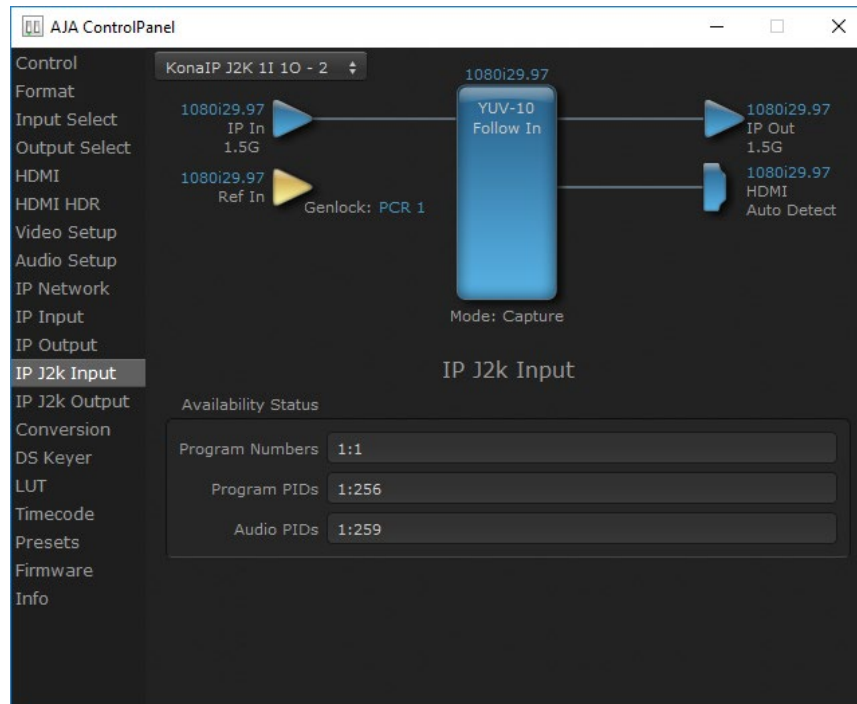 AJA ControlPanel
Control
Format
Input Select
Output Select
HDMI
HDMI HDR
Video Setup
Audio Setup
IP Network
IP Input
IP Output
IP J2k Input
IP J2k Output
Conversion
DS Keyer
LUT
Timecode
Presets
Firmware
Info
KonaIP J2K 1I 1O - 2
1080i29.97
1080i29.97
IP In
1.5G
1080i29.97
Ref In
Genlock: PCR 1
YUV-10
Follow In
Mode: Capture
1080i29.97
IP Out
1.5G
1080i29.97
HDMI
Auto Detect
IP J2k Input
Availability Status
Program Numbers 1:1
Program PIDs 1:256
Audio PIDs 1:259